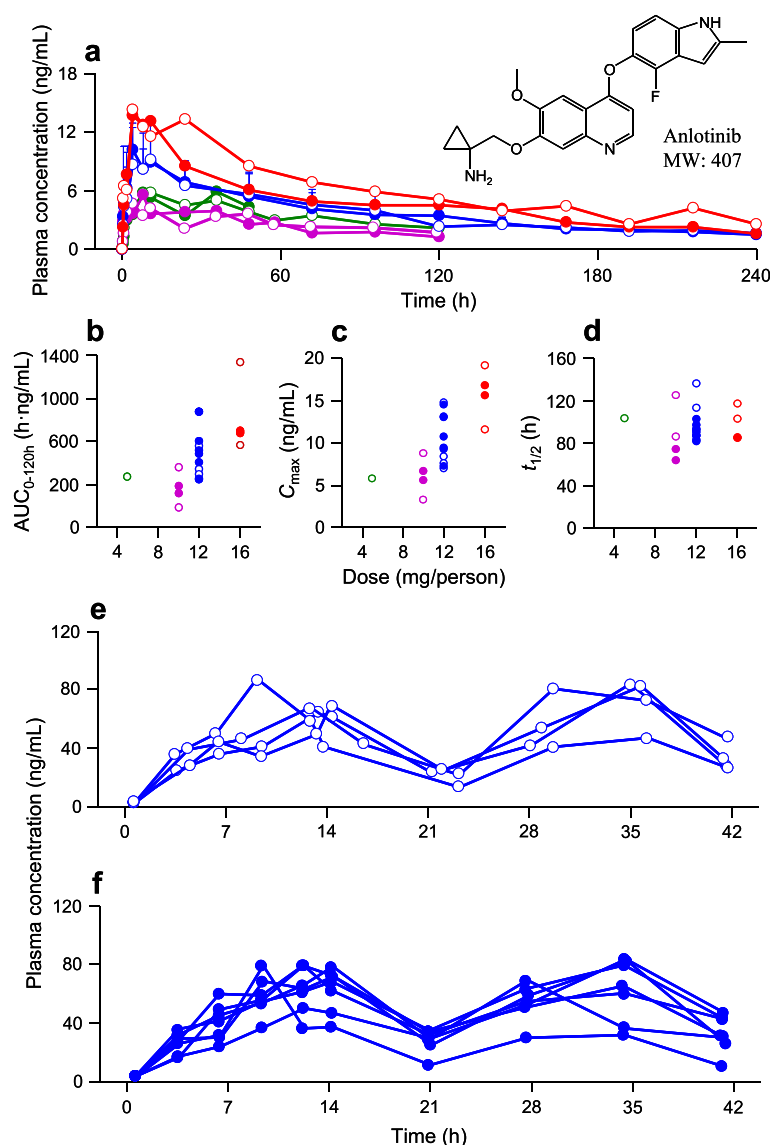 a
Plasma concentration (ng/mL)
18
12
6
0
0
60
120
180
240
Time (h)
NH
O
F
O
O
N
NH₂
Anlotinib
MW: 407
b
AUC₀₋₁₂₀ₕ (h·ng/mL)
1400
1000
600
200
0
4
8
12
16
c
Cmax (ng/mL)
20
15
10
5
0
4
8
12
16
Dose (mg/person)
d
t1/2 (h)
160
120
80
40
0
4
8
12
16
e
Plasma concentration (ng/mL)
120
80
40
0
0
7
14
21
28
35
42
f
120
80
40
0
0
7
14
21
28
35
42
Time (h)